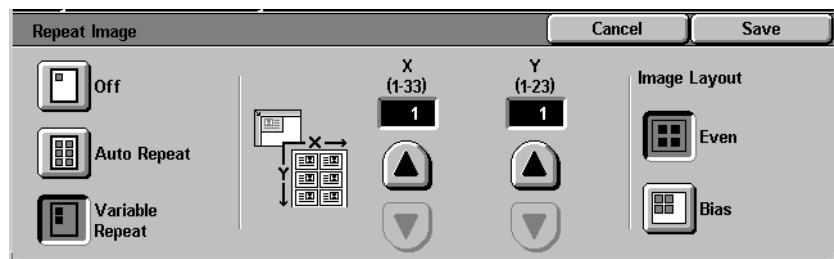 Repeat Image
Cancel
Save
Off
Auto Repeat
Variable
Repeat
X
Y
X
(1-33)
1
Y
(1-23)
1
Image Layout
Even
Bias